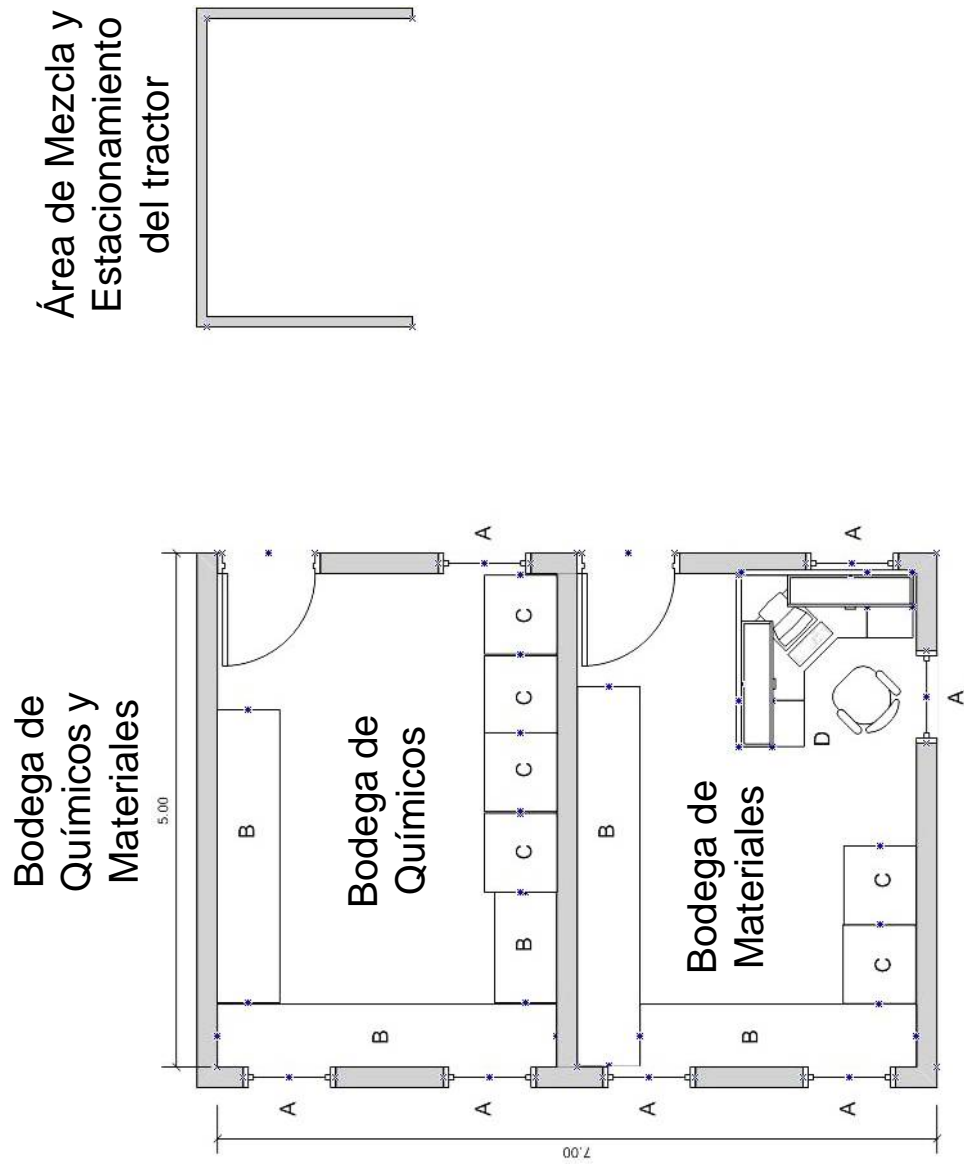 Área de Mezcla y
Estacionamiento
del tractor
Bodega de
Químicos y
Materiales
5.00
7.00
Bodega de
Químicos
B
B
B
C
C
C
C
A
A
A
Bodega de
Materiales
B
B
C
C
D
A
A
A
A